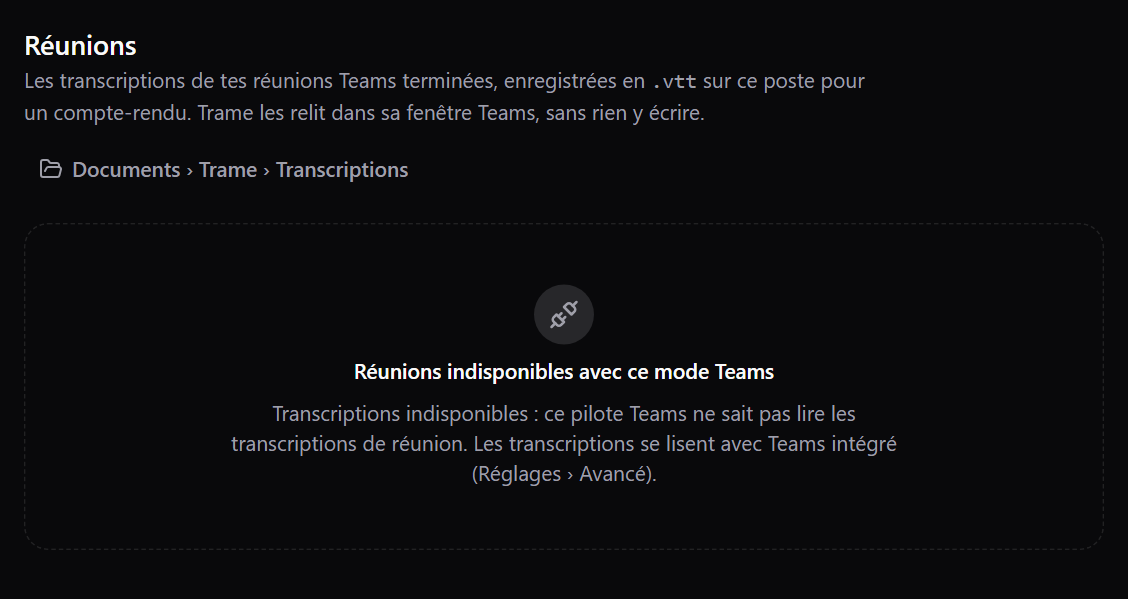 Réunions
Les transcriptions de tes réunions Teams terminées, enregistrées en .vtt sur ce poste pour
un compte-rendu. Trame les relit dans sa fenêtre Teams, sans rien y écrire.
Documents › Trame › Transcriptions
Réunions indisponibles avec ce mode Teams
Transcriptions indisponibles : ce pilote Teams ne sait pas lire les
transcriptions de réunion. Les transcriptions se lisent avec Teams intégré
(Réglages › Avancé).